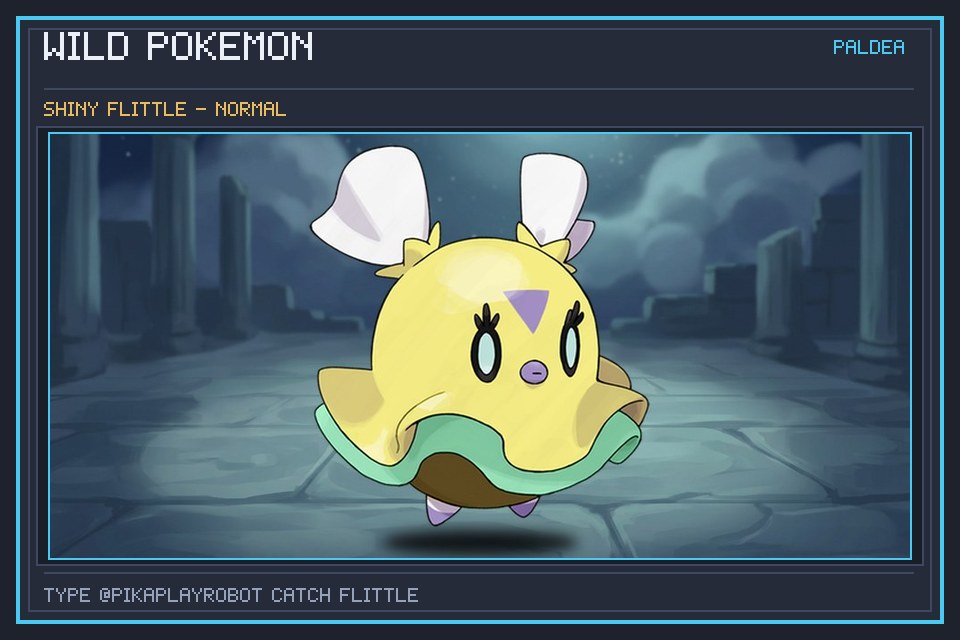 WILD POKEMON
PALDEA
SHINY FLITTLE - NORMAL
TYPE @PIKAPLAYROBOT CATCH FLITTLE